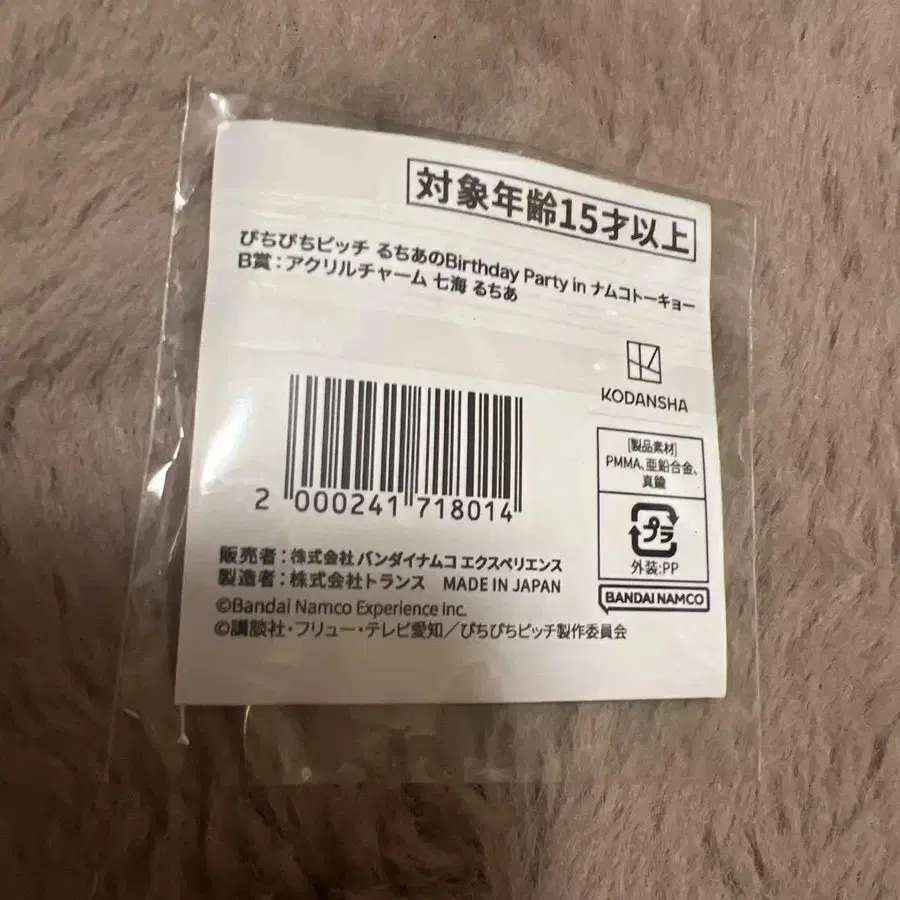 対象年齢15才以上
ぴちぴちピッチ るちあのBirthday Party in ナムコトーキョー
B賞：アクリルチャーム 七海 るちあ
KODANSHA
2 000241 718014
[製品素材]
PMMA、亜鉛合金、
真鍮
プラ
外装:PP
販売者：株式会社 バンダイナムコ エクスペリエンス
製造者：株式会社トランス MADE IN JAPAN
BANDAI NAMCO
©Bandai Namco Experience Inc.
©講談社・フリュー・テレビ愛知／ぴちぴちピッチ製作委員会